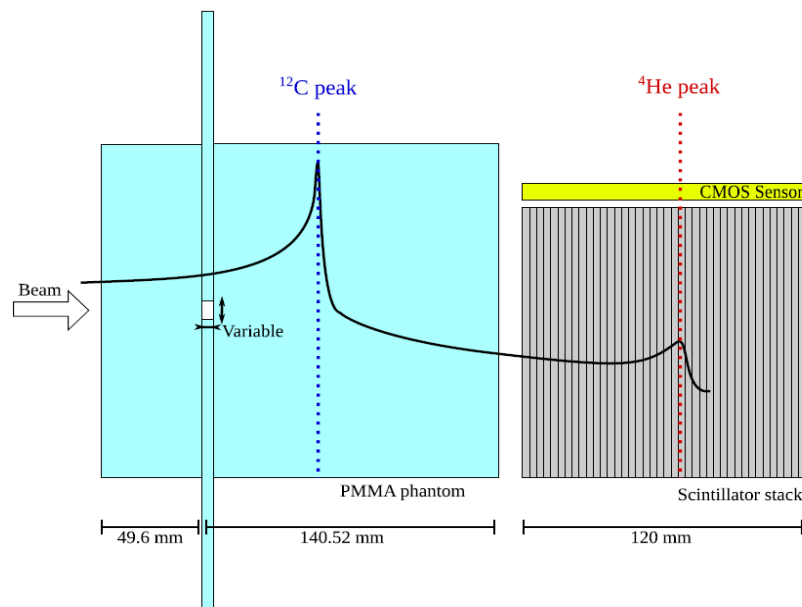 ¹²C peak
⁴He peak
CMOS Sensor
Beam
Variable
PMMA phantom
Scintillator stack
49.6 mm
140.52 mm
120 mm